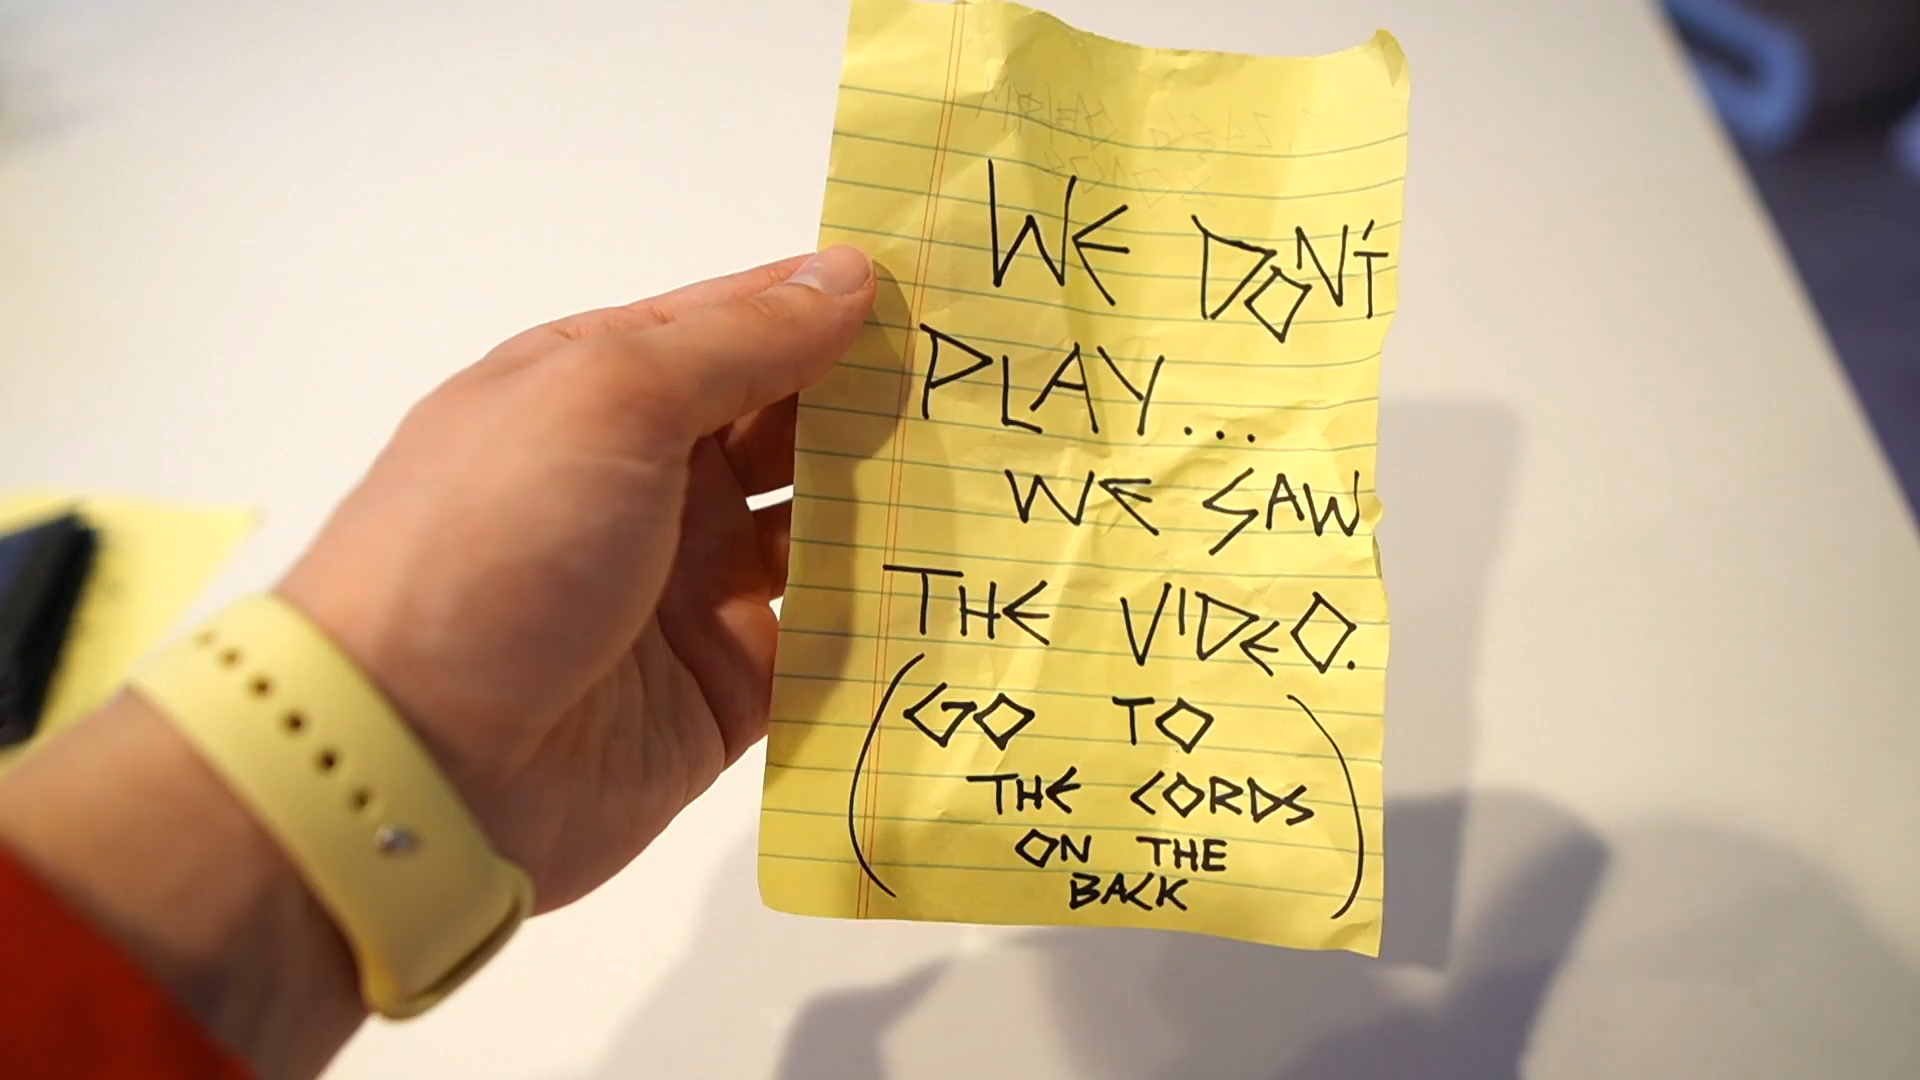 WE DON'T
PLAY...
WE SAW
THE VIDEO.
(GO TO
THE CORDS
ON THE
BACK)